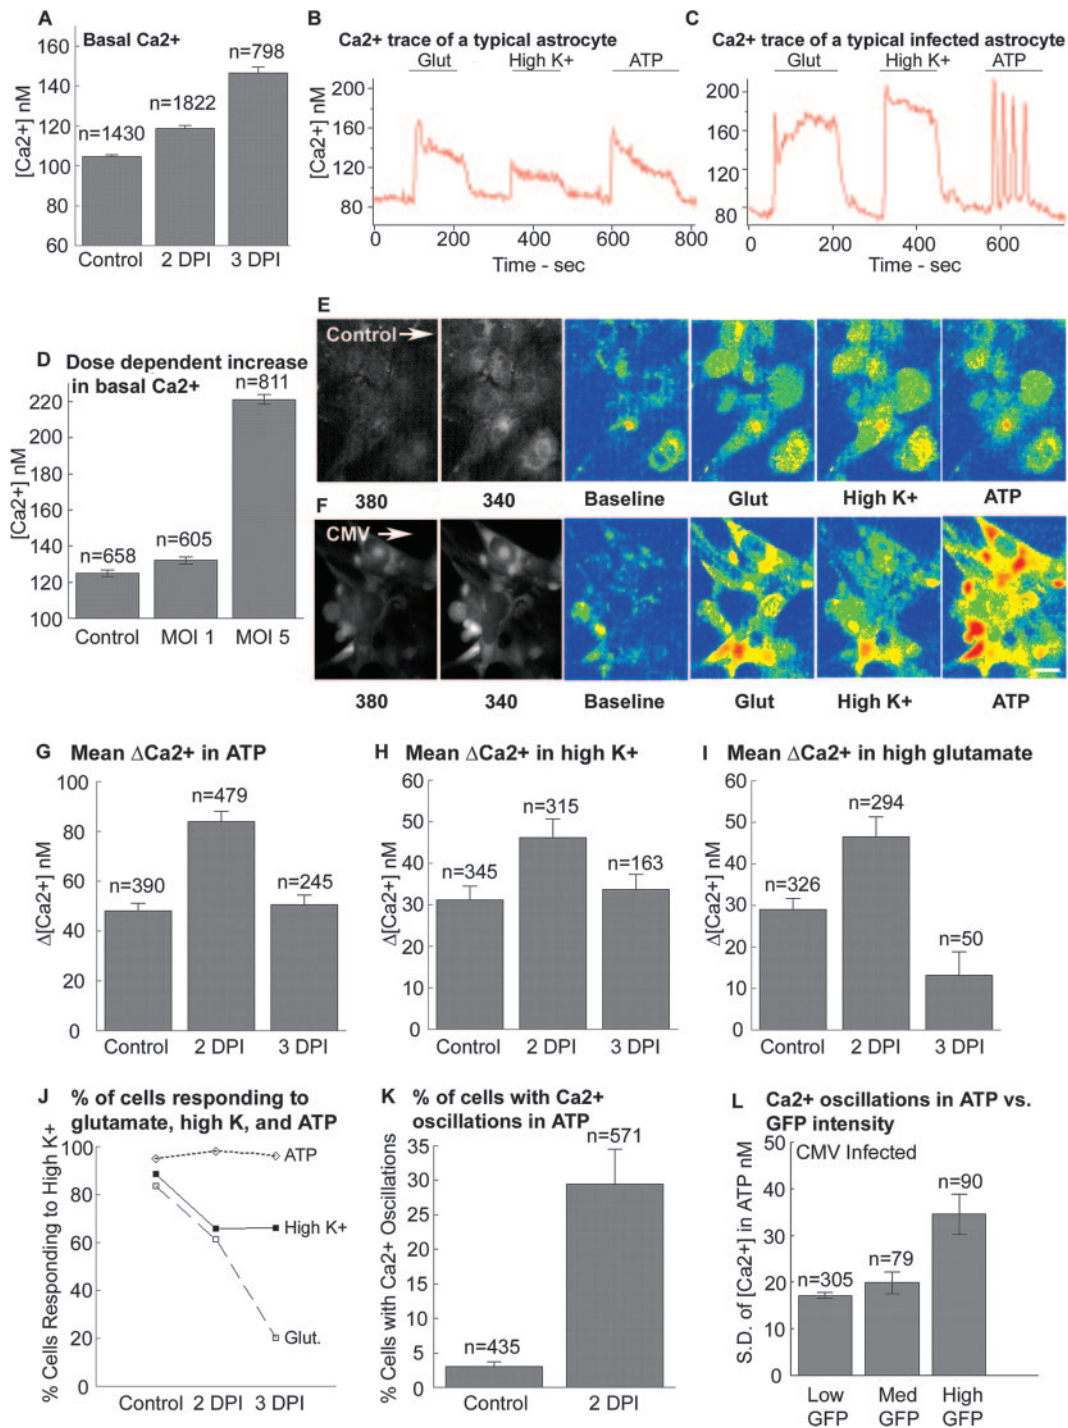 A
Basal Ca2+
[Ca2+] nM
160
140
120
100
80
60
n=1430
n=1822
n=798
Control 2 DPI 3 DPI
B
Ca2+ trace of a typical astrocyte
Glut High K+ ATP
[Ca2+] nM
200
160
120
80
0 200 400 600 800
Time - sec
C
Ca2+ trace of a typical infected astrocyte
Glut High K+ ATP
200
160
120
80
0 200 400 600
Time - sec
D Dose dependent increase
in basal Ca2+
[Ca2+] nM
220
200
180
160
140
120
100
n=658
n=605
n=811
Control MOI 1 MOI 5
E
Control
380 340 Baseline Glut High K+ ATP
F
CMV
380 340 Baseline Glut High K+ ATP
G Mean ΔCa2+ in ATP
Δ[Ca2+] nM
100
80
60
40
20
0
n=390
n=479
n=245
Control 2 DPI 3 DPI
H Mean ΔCa2+ in high K+
Δ[Ca2+] nM
60
50
40
30
20
10
0
n=345
n=315
n=163
Control 2 DPI 3 DPI
I Mean ΔCa2+ in high glutamate
Δ[Ca2+] nM
60
50
40
30
20
10
0
n=326
n=294
n=50
Control 2 DPI 3 DPI
J % of cells responding to
glutamate, high K, and ATP
% Cells Responding to High K+
100
80
60
40
20
0
ATP
High K+
Glut.
Control 2 DPI 3 DPI
K % of cells with Ca2+
oscillations in ATP
% Cells with Ca2+ Oscillations
35
30
25
20
15
10
5
0
n=435
n=571
Control 2 DPI
L Ca2+ oscillations in ATP vs.
GFP intensity
CMV Infected
S.D. of [Ca2+] in ATP nM
50
40
30
20
10
0
n=305
n=79
n=90
Low Med High
GFP GFP GFP